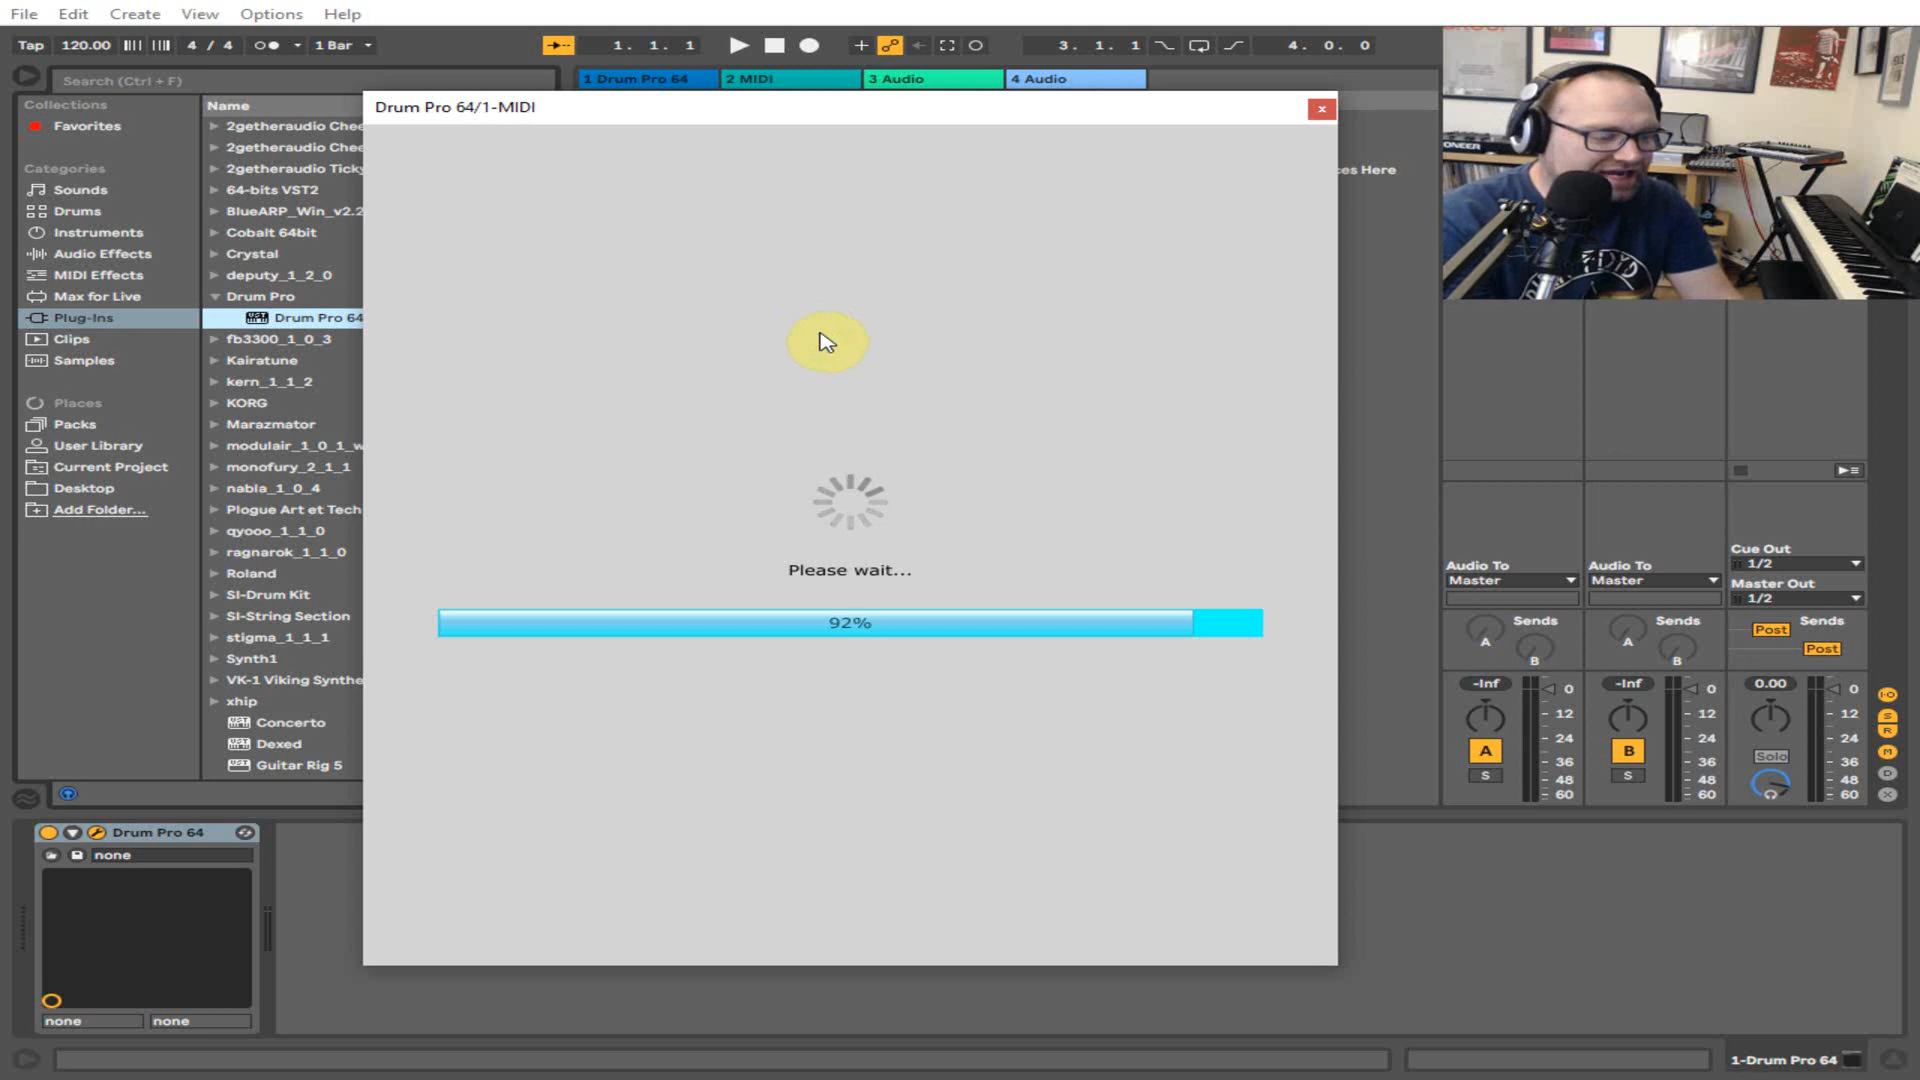 File Edit Create View Options Help
Tap 120.00 4 / 4 1 Bar 1. 1. 1 3. 1. 1 4. 0. 0
Search (Ctrl + F)
1 Drum Pro 64 2 MIDI 3 Audio 4 Audio
Collections
Favorites
Categories
Sounds
Drums
Instruments
Audio Effects
MIDI Effects
Max for Live
Plug-Ins
Clips
Samples
Places
Packs
User Library
Current Project
Desktop
Add Folder...
Name
2getheraudio Chee
2getheraudio Chee
2getheraudio Ticky
64-bits VST2
BlueARP_Win_v2.2
Cobalt 64bit
Crystal
deputy_1_2_0
Drum Pro
Drum Pro 64
fb3300_1_0_3
Kairatune
kern_1_1_2
KORG
Marazmator
modulair_1_0_1_w
monofury_2_1_1
nabla_1_0_4
Plogue Art et Tech
qyooo_1_1_0
ragnarok_1_1_0
Roland
SI-Drum Kit
SI-String Section
stigma_1_1_1
Synth1
VK-1 Viking Synthe
xhip
Concerto
Dexed
Guitar Rig 5
Drum Pro 64/1-MIDI
x
Please wait...
92%
ces Here
PIONEER
Audio To
Master
Audio To
Master
Cue Out
1/2
Master Out
1/2
Sends
A
B
Sends
A
B
Sends
Post
Post
-Inf 0
12
24
36
48
60
A
S
-Inf 0
12
24
36
48
60
B
S
0.00 0
12
24
36
48
60
Solo
I-O
S
R
M
D
X
Drum Pro 64
none
none none
1-Drum Pro 64